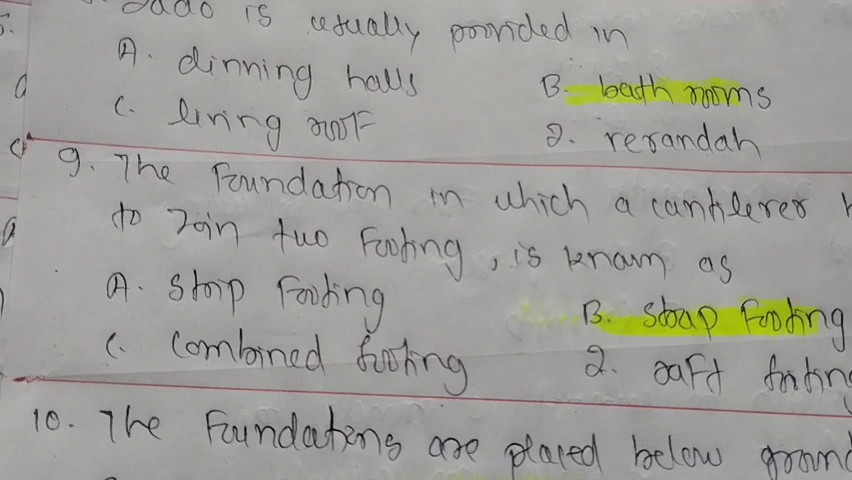 Dado is usually provided in
A. dinning halls
B. bath rooms
C. living roof
D. verandah
9. The Foundation in which a cantilever
to Join two Footing, is known as
A. Strip Footing
B. strap Footing
C. Combined footing
D. raft footing
10. The Foundations are placed below ground